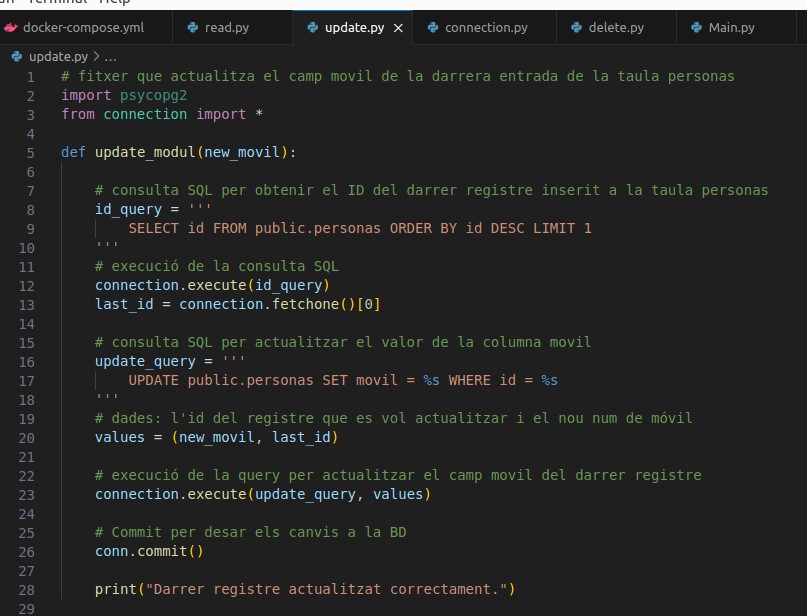 Terminal Help
docker-compose.yml read.py update.py connection.py delete.py Main.py
update.py > ...
1 # fitxer que actualitza el camp movil de la darrera entrada de la taula personas
2 import psycopg2
3 from connection import *
4
5 def update_modul(new_movil):
6
7 # consulta SQL per obtenir el ID del darrer registre inserit a la taula personas
8 id_query = '''
9 SELECT id FROM public.personas ORDER BY id DESC LIMIT 1
10 '''
11 # execució de la consulta SQL
12 connection.execute(id_query)
13 last_id = connection.fetchone()[0]
14
15 # consulta SQL per actualitzar el valor de la columna movil
16 update_query = '''
17 UPDATE public.personas SET movil = %s WHERE id = %s
18 '''
19 # dades: l'id del registre que es vol actualitzar i el nou num de móvil
20 values = (new_movil, last_id)
21
22 # execució de la query per actualitzar el camp movil del darrer registre
23 connection.execute(update_query, values)
24
25 # Commit per desar els canvis a la BD
26 conn.commit()
27
28 print("Darrer registre actualitzat correctament.")
29